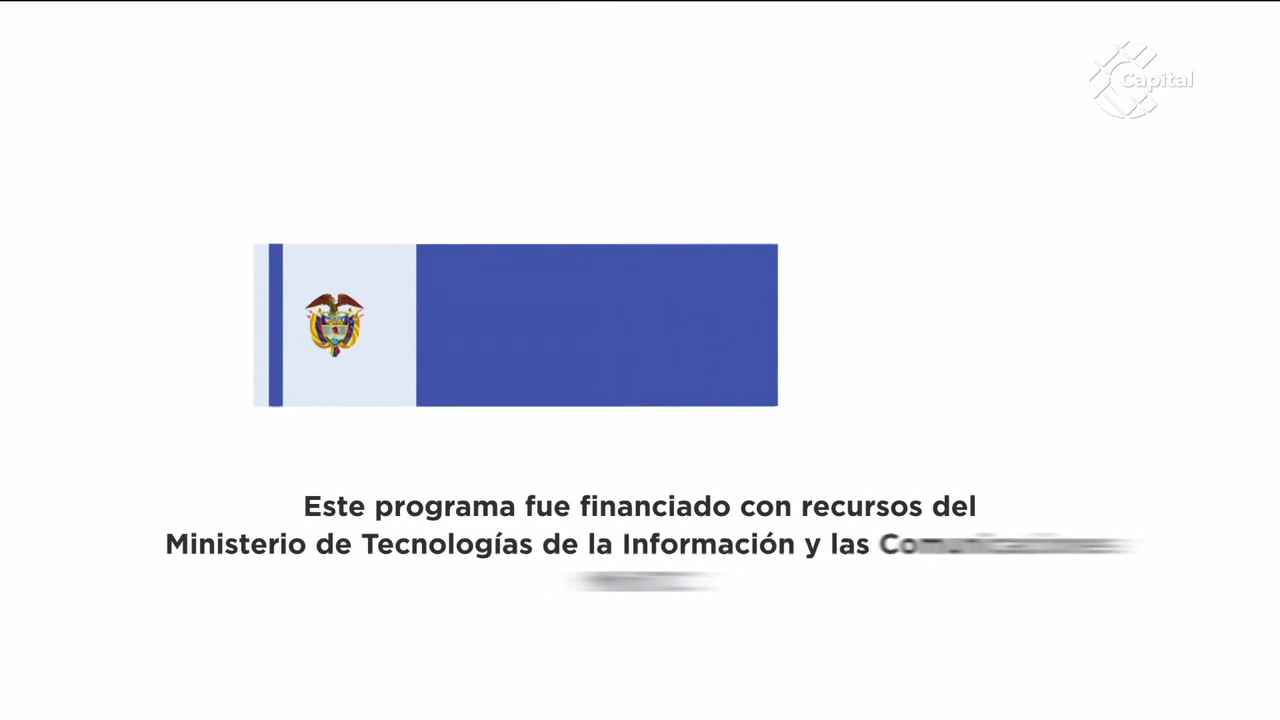 Capital
Este programa fue financiado con recursos del
Ministerio de Tecnologías de la Información y las